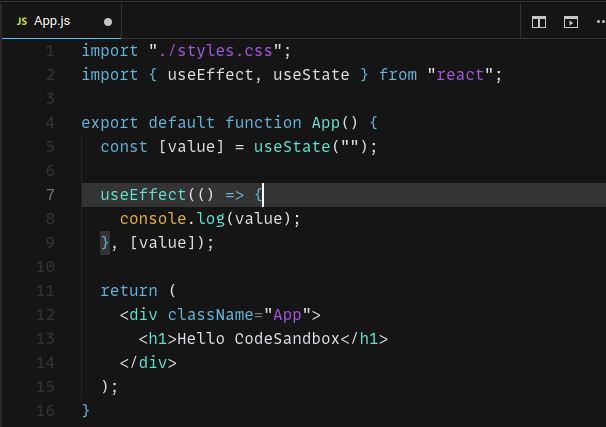 JS App.js
1 import "./styles.css";
2 import { useEffect, useState } from "react";
3
4 export default function App() {
5   const [value] = useState("");
6
7   useEffect(() => {
8     console.log(value);
9   }, [value]);
10
11   return (
12     <div className="App">
13       <h1>Hello CodeSandbox</h1>
14     </div>
15   );
16 }